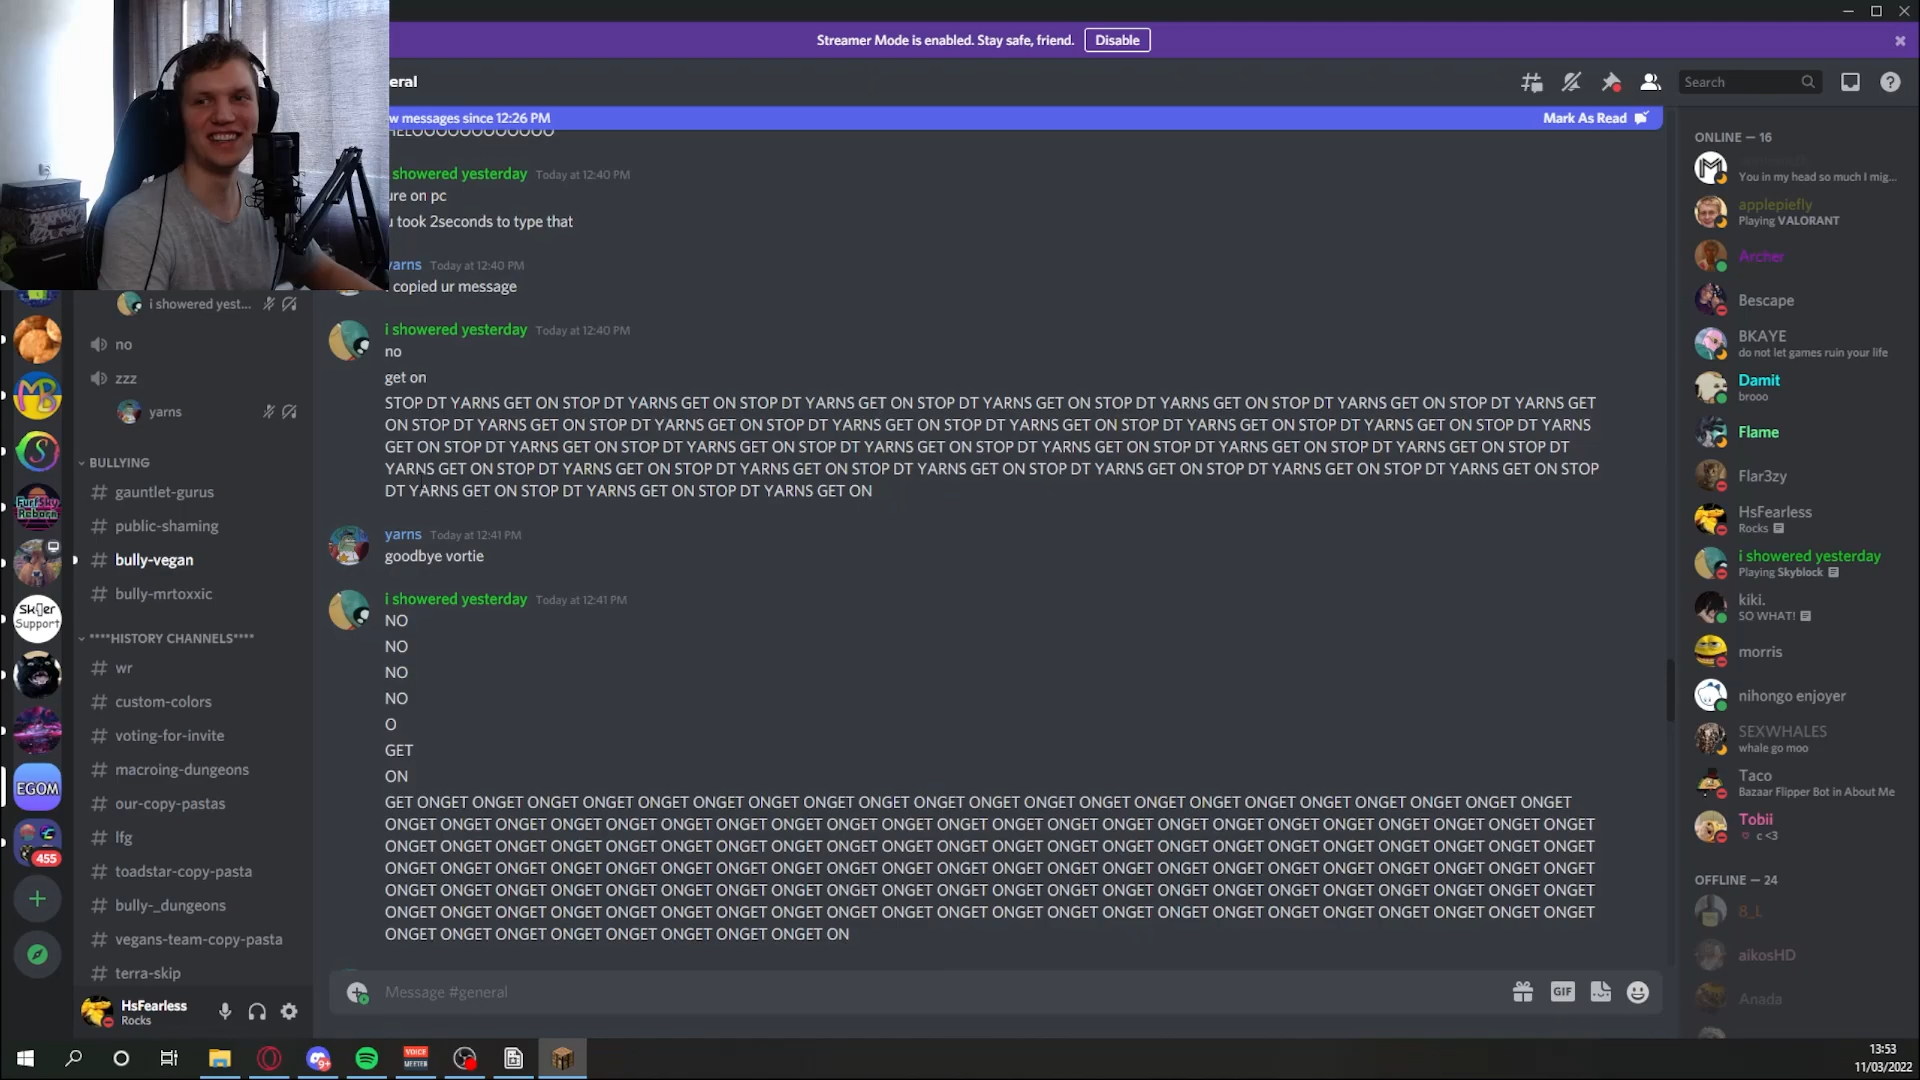 Streamer Mode is enabled. Stay safe, friend. Disable
eral
Search
w messages since 12:26 PM
Mark As Read
i showered yest...
no
zzz
yarns
BULLYING
gauntlet-gurus
public-shaming
bully-vegan
bully-mrtoxxic
****HISTORY CHANNELS****
wr
custom-colors
voting-for-invite
macroing-dungeons
our-copy-pastas
lfg
toadstar-copy-pasta
bully-_dungeons
vegans-team-copy-pasta
terra-skip
HsFearless
Rocks
MB
S
FurfSky
Reborn
Sk1er
Support
EGOM
455
showered yesterday Today at 12:40 PM
ure on pc
u took 2seconds to type that
yarns Today at 12:40 PM
copied ur message
i showered yesterday Today at 12:40 PM
no
get on
STOP DT YARNS GET ON STOP DT YARNS GET ON STOP DT YARNS GET ON STOP DT YARNS GET ON STOP DT YARNS GET ON STOP DT YARNS GET ON STOP DT YARNS GET
ON STOP DT YARNS GET ON STOP DT YARNS GET ON STOP DT YARNS GET ON STOP DT YARNS GET ON STOP DT YARNS GET ON STOP DT YARNS GET ON STOP DT YARNS
GET ON STOP DT YARNS GET ON STOP DT YARNS GET ON STOP DT YARNS GET ON STOP DT YARNS GET ON STOP DT YARNS GET ON STOP DT YARNS GET ON STOP DT
YARNS GET ON STOP DT YARNS GET ON STOP DT YARNS GET ON STOP DT YARNS GET ON STOP DT YARNS GET ON STOP DT YARNS GET ON STOP DT YARNS GET ON STOP
DT YARNS GET ON STOP DT YARNS GET ON STOP DT YARNS GET ON
yarns Today at 12:41 PM
goodbye vortie
i showered yesterday Today at 12:41 PM
NO
NO
NO
NO
O
GET
ON
GET ONGET ONGET ONGET ONGET ONGET ONGET ONGET ONGET ONGET ONGET ONGET ONGET ONGET ONGET ONGET ONGET ONGET ONGET ONGET ONGET
ONGET ONGET ONGET ONGET ONGET ONGET ONGET ONGET ONGET ONGET ONGET ONGET ONGET ONGET ONGET ONGET ONGET ONGET ONGET ONGET ONGET ONGET
ONGET ONGET ONGET ONGET ONGET ONGET ONGET ONGET ONGET ONGET ONGET ONGET ONGET ONGET ONGET ONGET ONGET ONGET ONGET ONGET ONGET ONGET
ONGET ONGET ONGET ONGET ONGET ONGET ONGET ONGET ONGET ONGET ONGET ONGET ONGET ONGET ONGET ONGET ONGET ONGET ONGET ONGET ONGET ONGET
ONGET ONGET ONGET ONGET ONGET ONGET ONGET ONGET ONGET ONGET ONGET ONGET ONGET ONGET ONGET ONGET ONGET ONGET ONGET ONGET ONGET ONGET
ONGET ONGET ONGET ONGET ONGET ONGET ONGET ONGET ONGET ONGET ONGET ONGET ONGET ONGET ONGET ONGET ONGET ONGET ONGET ONGET ONGET ONGET
ONGET ONGET ONGET ONGET ONGET ONGET ONGET ONGET ON
Message #general
GIF
ONLINE — 16
You in my head so much I mig...
applepiefly
Playing VALORANT
Archer
Bescape
BKAYE
do not let games ruin your life
Damit
brooo
Flame
Flar3zy
HsFearless
Rocks
i showered yesterday
Playing Skyblock
kiki.
SO WHAT!
morris
nihongo enjoyer
SEXWHALES
whale go moo
Taco
Bazaar Flipper Bot in About Me
Tobii
c <3
OFFLINE — 24
8_L
aikosHD
Anada
9+
VOICE
MEETER
13:53
11/03/2022